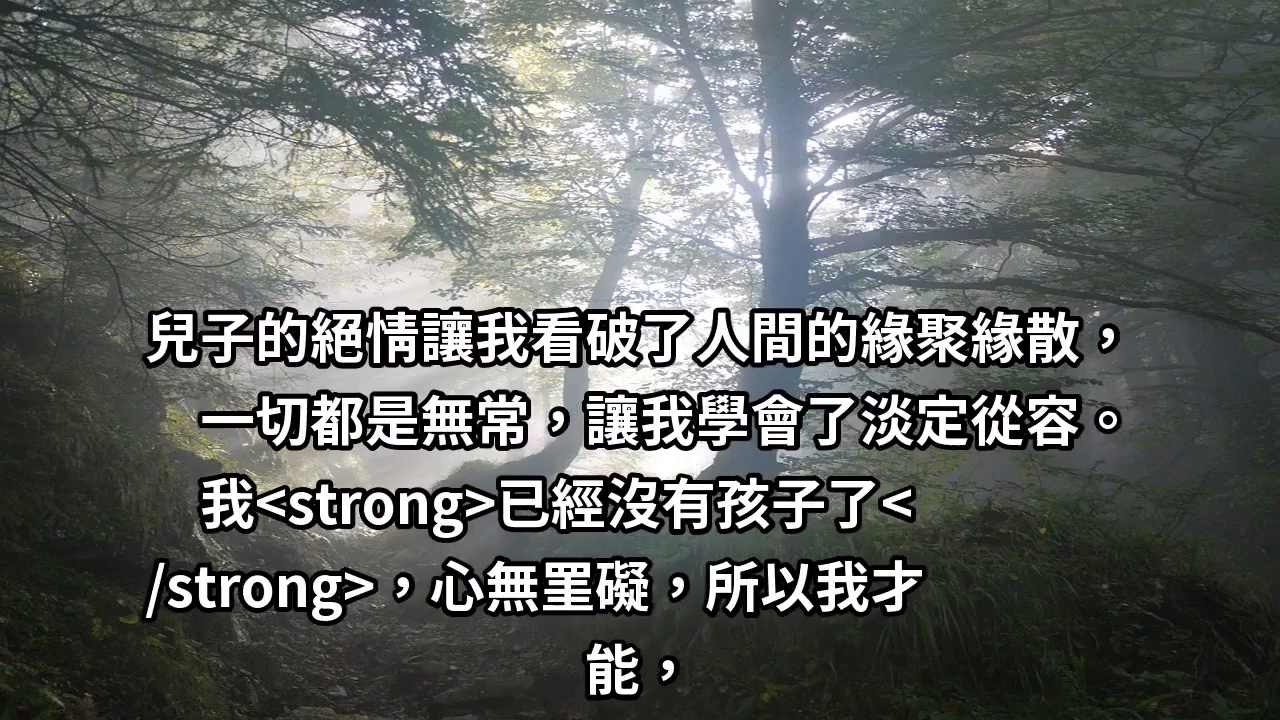 兒子的絕情讓我看破了人間的緣聚緣散，
一切都是無常，讓我學會了淡定從容。
我<strong>已經沒有孩子了<
/strong>，心無罣礙，所以我才
能，